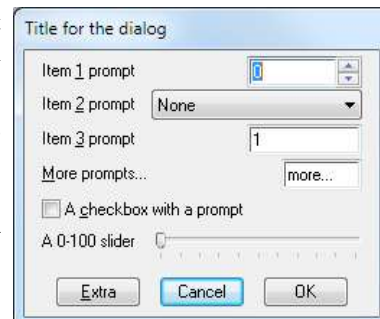 Title for the dialog
Item 1 prompt 0
Item 2 prompt None
Item 3 prompt 1
More prompts... more...
A checkbox with a prompt
A 0-100 slider
Extra Cancel OK